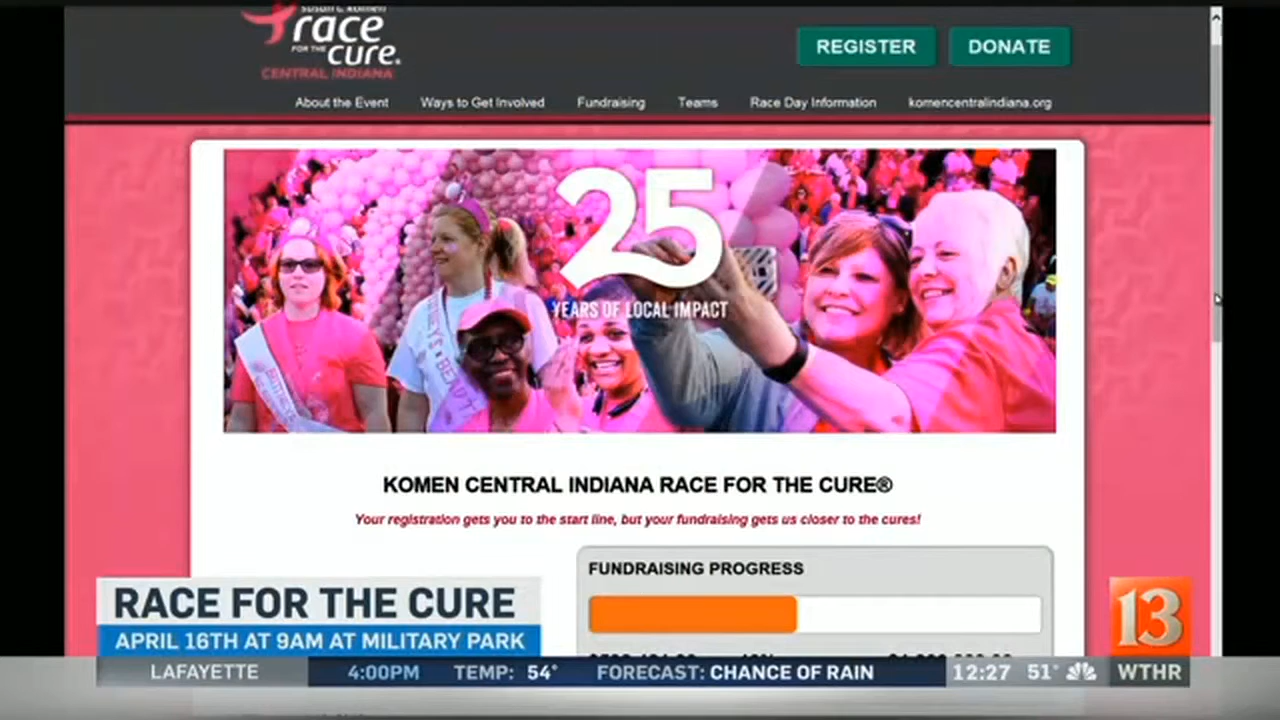 SUSAN G. KOMEN
race
FOR THE
cure®
CENTRAL INDIANA
REGISTER
DONATE
About the Event
Ways to Get Involved
Fundraising
Teams
Race Day Information
komencentralindiana.org
25
YEARS OF LOCAL IMPACT
KOMEN CENTRAL INDIANA RACE FOR THE CURE®
Your registration gets you to the start line, but your fundraising gets us closer to the cures!
FUNDRAISING PROGRESS
RACE FOR THE CURE
APRIL 16TH AT 9AM AT MILITARY PARK
13
LAFAYETTE
4:00PM TEMP: 54° FORECAST: CHANCE OF RAIN
12:27 51°
WTHR